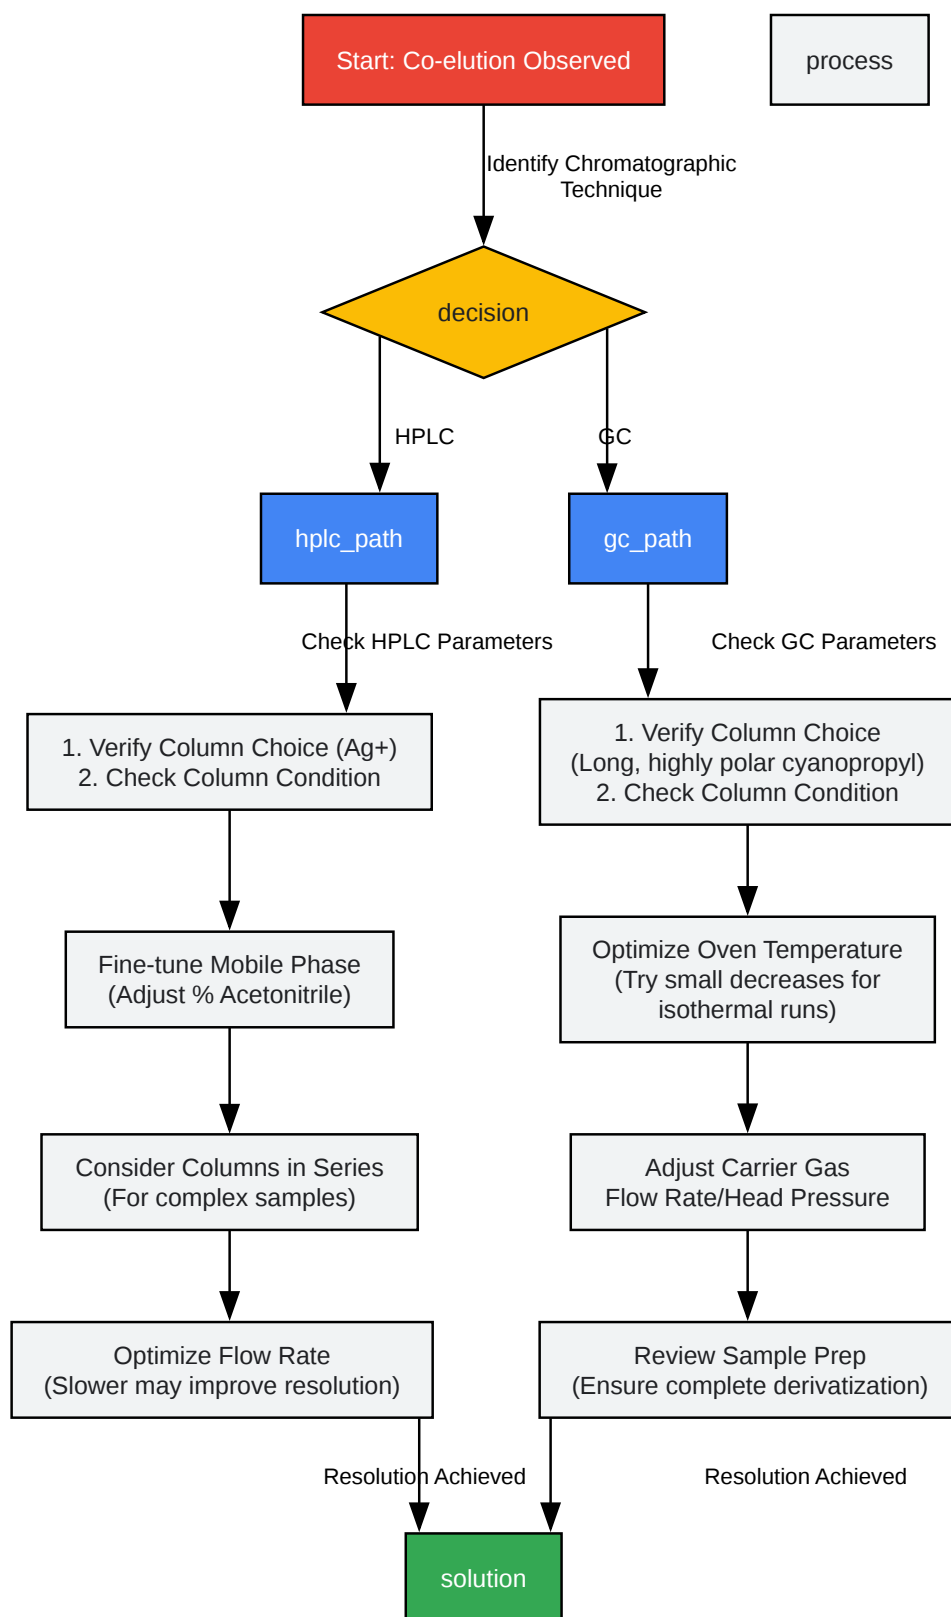 Start: Co-elution Observed
process
Identify Chromatographic
Technique
decision
HPLC
GC
hplc_path
gc_path
Check HPLC Parameters
Check GC Parameters
1. Verify Column Choice (Ag+)
2. Check Column Condition
1. Verify Column Choice
(Long, highly polar cyanopropyl)
2. Check Column Condition
Fine-tune Mobile Phase
(Adjust % Acetonitrile)
Optimize Oven Temperature
(Try small decreases for
isothermal runs)
Consider Columns in Series
(For complex samples)
Adjust Carrier Gas
Flow Rate/Head Pressure
Optimize Flow Rate
(Slower may improve resolution)
Review Sample Prep
(Ensure complete derivatization)
Resolution Achieved
Resolution Achieved
solution